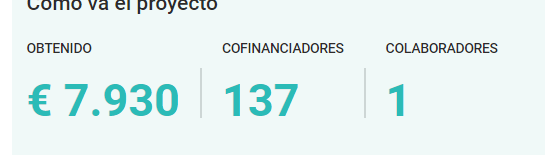 Cómo va el proyecto
OBTENIDO COFINANCIADORES COLABORADORES
€ 7.930 137 1